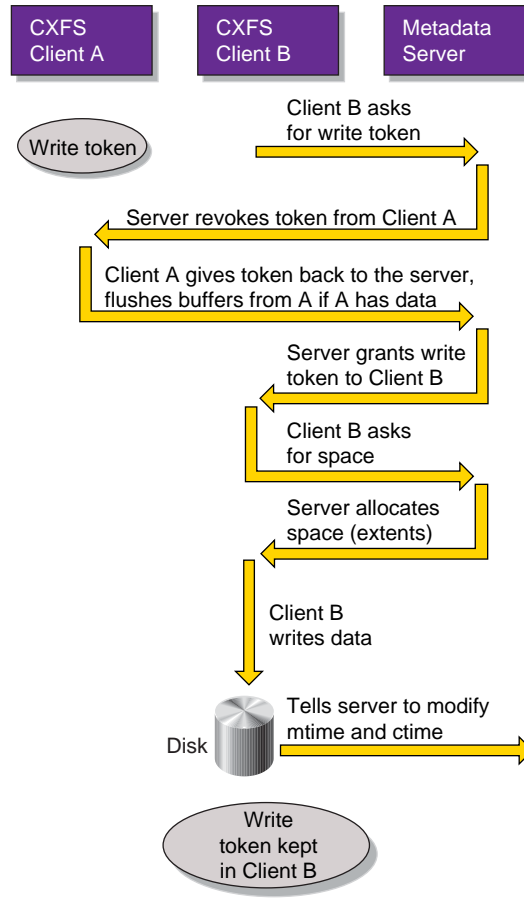 CXFS
Client A
CXFS
Client B
Metadata
Server
Client B asks
for write token
Write token
Server revokes token from Client A
Client A gives token back to the server,
flushes buffers from A if A has data
Server grants write
token to Client B
Client B asks
for space
Server allocates
space (extents)
Client B
writes data
Tells server to modify
mtime and ctime
Disk
Write
token kept
in Client B